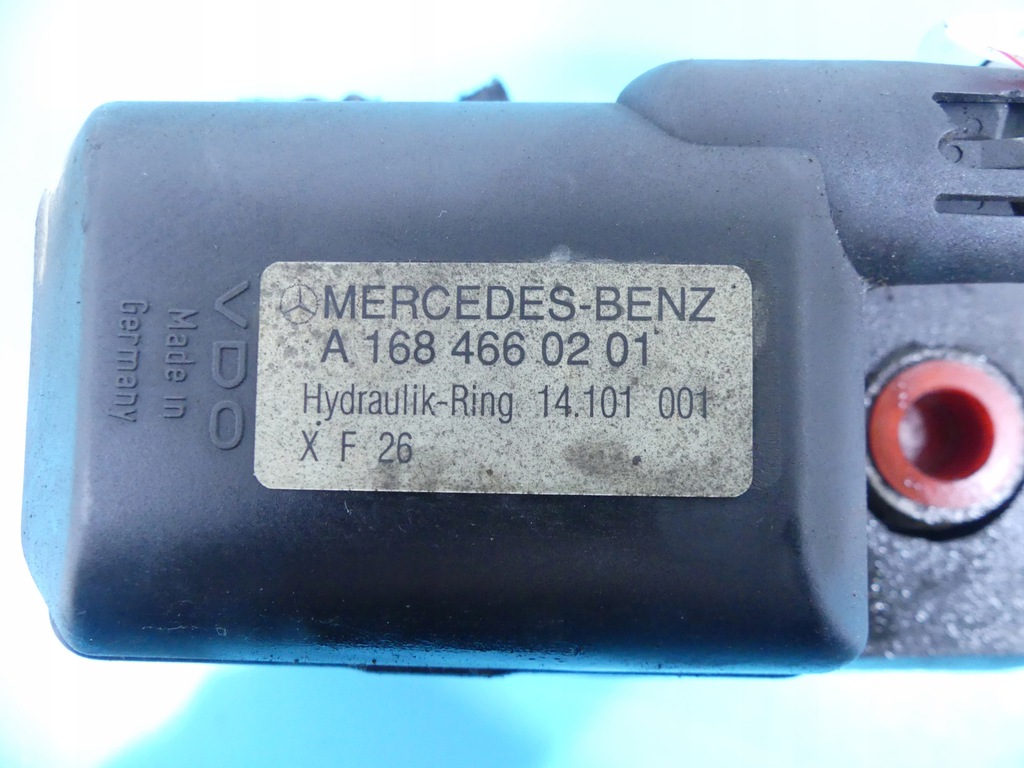 MERCEDES-BENZ
A 168 466 02 01
Hydraulik-Ring 14.101 001
X F 26
VDO
Made in
Germany